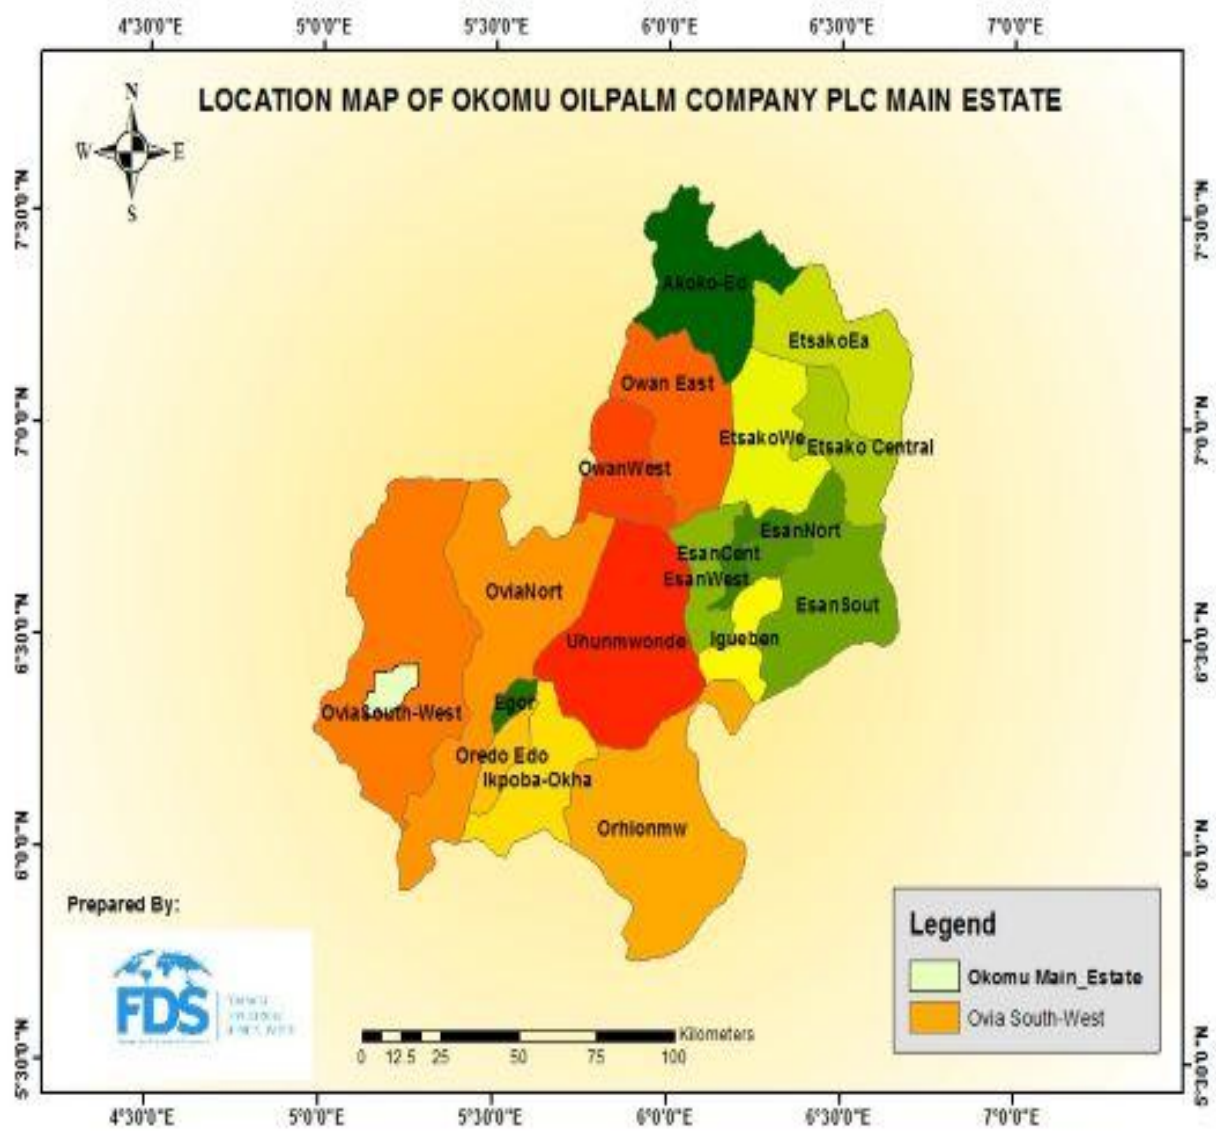 4°30'0"E 5°0'0"E 5°30'0"E 6°0'0"E 6°30'0"E 7°0'0"E
LOCATION MAP OF OKOMU OILPALM COMPANY PLC MAIN ESTATE
N
W E
S
7°30'0"N 7°30'0"N
Akoko-Ed
EtsakoEa
Owan East
7°0'0"N 7°0'0"N
EtsakoWe
Etsako Central
OwanWest
EsanNort
EsanCent
EsanWest
OviaNort
EsanSout
6°30'0"N 6°30'0"N
Uhunmwonde
Igueben
Egor
OviaSouth-West
Oredo Edo
Ikpoba-Okha
Orhionmw
6°0'0"N 6°0'0"N
Prepared By:
FDS
Legend
Okomu Main_Estate
Ovia South-West
Kilometers
0 12.5 25 50 75 100
5°30'0"N 5°30'0"N
4°30'0"E 5°0'0"E 5°30'0"E 6°0'0"E 6°30'0"E 7°0'0"E